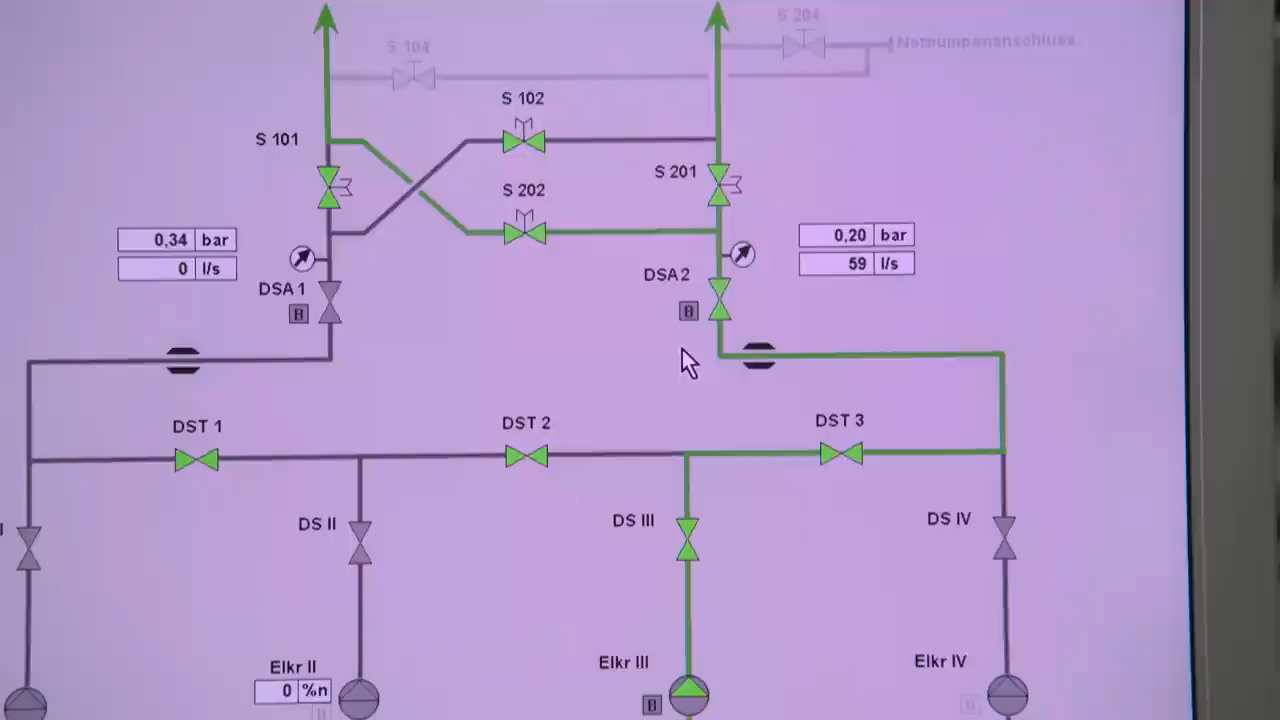 S 204
Notpumpenanschluss
S 104
S 102
S 101
S 201
S 202
0,34 bar
0 l/s
0,20 bar
59 l/s
DSA 1
B
DSA 2
B
DST 1
DST 2
DST 3
I
DS II
DS III
DS IV
Elkr II
0 %n
B
Elkr III
B
Elkr IV
B